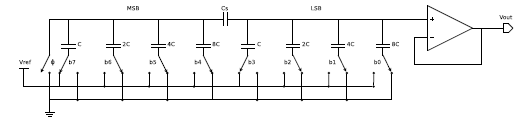 MSB Cs LSB
Vout
C 2C 4C 8C C 2C 4C 8C
Vref ϕ b7 b6 b5 b4 b3 b2 b1 b0